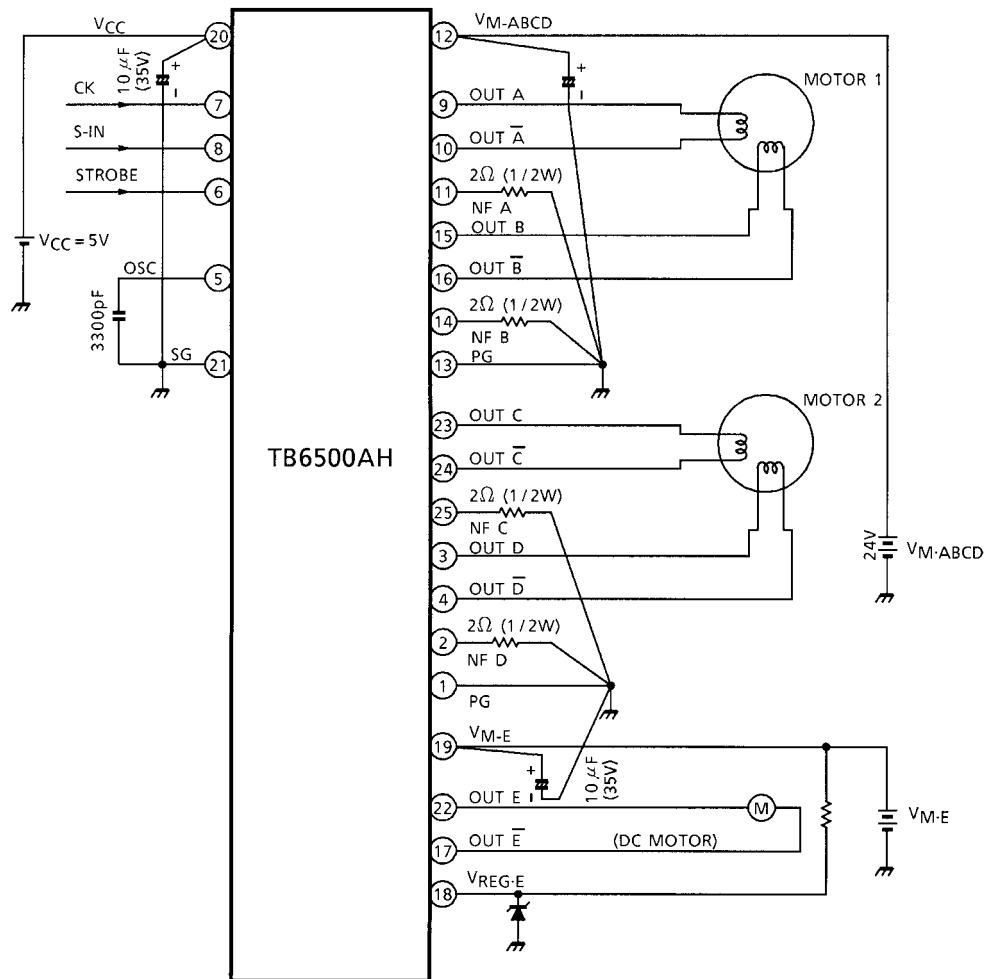 VCC
20
10 μF
(35V)
+
-
CK
7
S-IN
8
STROBE
6
VCC = 5V
OSC
5
3300pF
SG
21
TB6500AH
12
VM-ABCD
+
-
9
OUT A
10
OUT A̅
2Ω (1/2W)
11
NF A
15
OUT B
16
OUT B̅
2Ω (1/2W)
14
NF B
13
PG
MOTOR 1
23
OUT C
24
OUT C̅
2Ω (1/2W)
25
NF C
3
OUT D
4
OUT D̅
2Ω (1/2W)
2
NF D
1
PG
MOTOR 2
24V
VM·ABCD
19
VM-E
+
-
10 μF
(35V)
22
OUT E
M
17
OUT E̅
(DC MOTOR)
18
VREG·E
VM·E